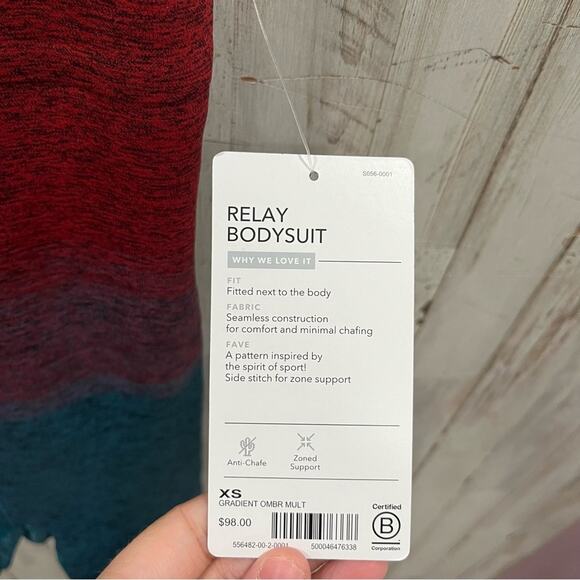 S056-0001
RELAY
BODYSUIT
WHY WE LOVE IT
FIT
Fitted next to the body
FABRIC
Seamless construction
for comfort and minimal chafing
FAVE
A pattern inspired by
the spirit of sport!
Side stitch for zone support
Anti-Chafe
Zoned
Support
XS
GRADIENT OMBR MULT
$98.00
556482-00-2-0001 500046476338
Certified
B
Corporation